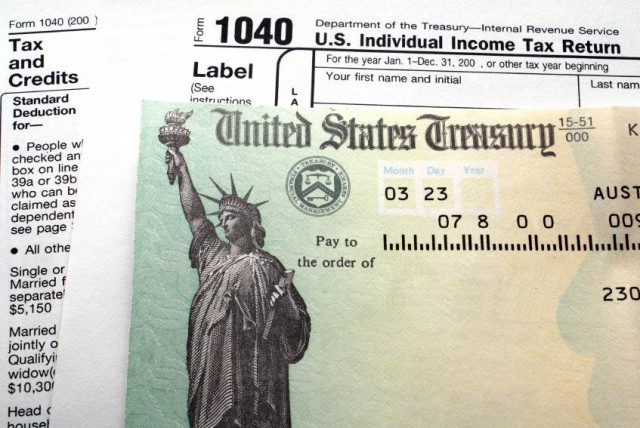 Form 1040 (200 )
Tax
and
Credits
Standard
Deduction
for—
• People w
checked an
box on line
39a or 39b
who can b
claimed as
dependent
see page
• All othe
Single or
Married f
separate
$5,150
Married
jointly o
Qualifyi
widow(
$10,30
Head o
househ
Form 1040
Department of the Treasury—Internal Revenue Service
U.S. Individual Income Tax Return
Label
(See
instructions
L
A
For the year Jan. 1–Dec. 31, 200 , or other tax year beginning
Your first name and initial
Last nam
United States Treasury
15-51
000
K
Month Day Year
03 23
AUST
07 8 0 0 009
Pay to
the order of
230